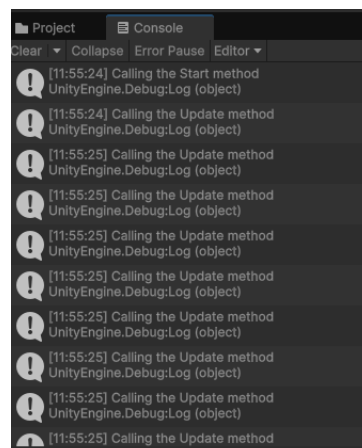 Project Console
Clear Collapse Error Pause Editor
[11:55:24] Calling the Start method
UnityEngine.Debug:Log (object)
[11:55:24] Calling the Update method
UnityEngine.Debug:Log (object)
[11:55:25] Calling the Update method
UnityEngine.Debug:Log (object)
[11:55:25] Calling the Update method
UnityEngine.Debug:Log (object)
[11:55:25] Calling the Update method
UnityEngine.Debug:Log (object)
[11:55:25] Calling the Update method
UnityEngine.Debug:Log (object)
[11:55:25] Calling the Update method
UnityEngine.Debug:Log (object)
[11:55:25] Calling the Update method
UnityEngine.Debug:Log (object)
[11:55:25] Calling the Update method
UnityEngine.Debug:Log (object)
[11:55:25] Calling the Update method